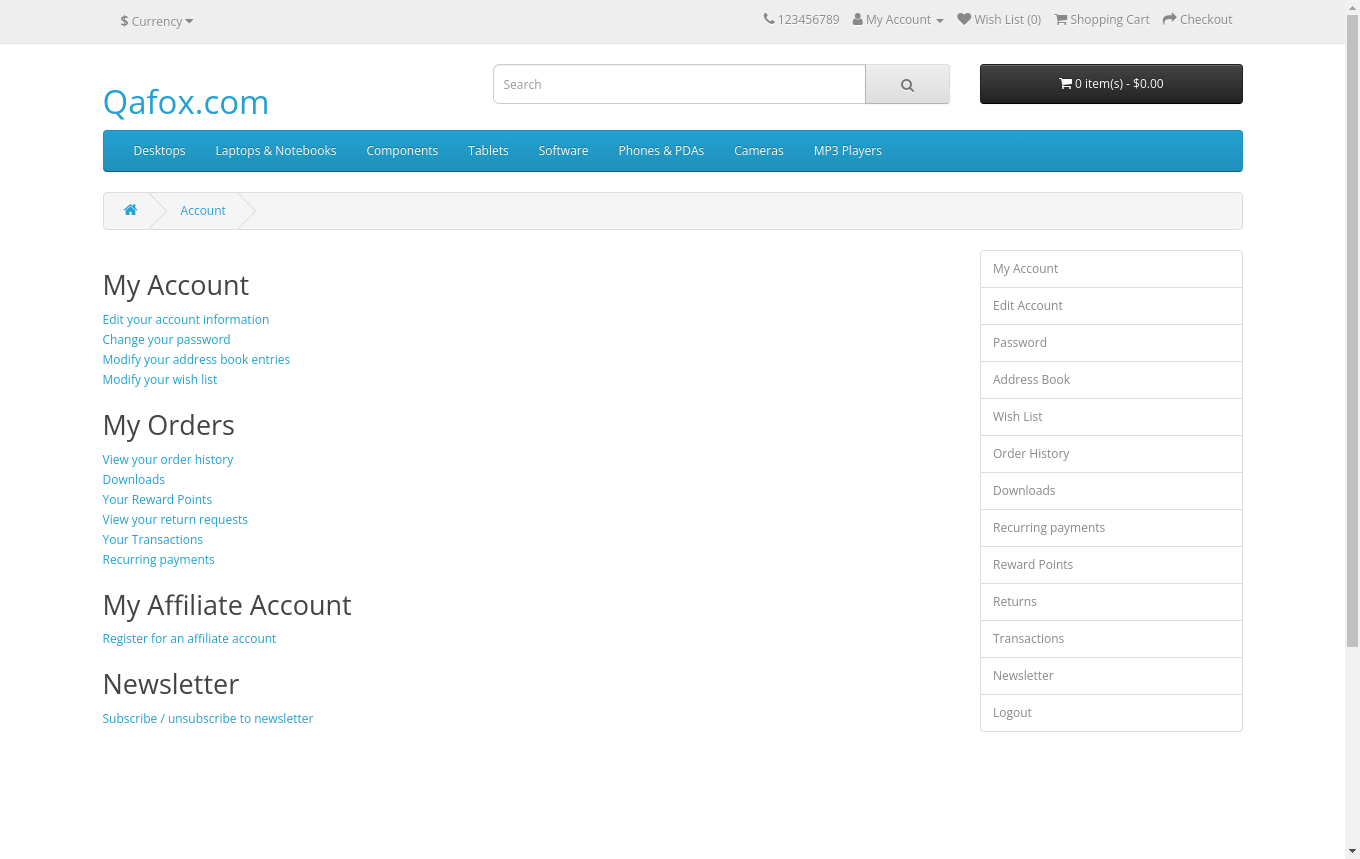 $ Currency
123456789 My Account Wish List (0) Shopping Cart Checkout
Qafox.com
Search
0 item(s) - $0.00
Desktops Laptops & Notebooks Components Tablets Software Phones & PDAs Cameras MP3 Players
Account
My Account
Edit your account information
Change your password
Modify your address book entries
Modify your wish list
My Orders
View your order history
Downloads
Your Reward Points
View your return requests
Your Transactions
Recurring payments
My Affiliate Account
Register for an affiliate account
Newsletter
Subscribe / unsubscribe to newsletter
My Account
Edit Account
Password
Address Book
Wish List
Order History
Downloads
Recurring payments
Reward Points
Returns
Transactions
Newsletter
Logout